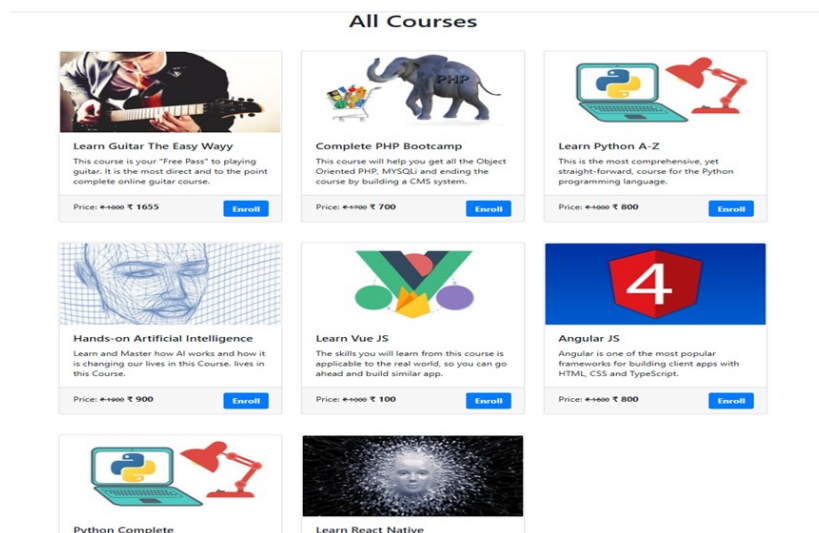 All Courses
PHP
Learn Guitar The Easy Wayy
This course is your "Free Pass" to playing
guitar. It is the most direct and to the point
complete online guitar course.
Price: ₹ 1800 ₹ 1655
Enroll
Complete PHP Bootcamp
This course will help you get all the Object
Oriented PHP, MYSQLi and ending the
course by building a CMS system.
Price: ₹ 1700 ₹ 700
Enroll
Learn Python A-Z
This is the most comprehensive, yet
straight-forward, course for the Python
programming language.
Price: ₹ 1000 ₹ 800
Enroll
4
Hands-on Artificial Intelligence
Learn and Master how AI works and how it
is changing our lives in this Course. lives in
this Course.
Price: ₹ 1900 ₹ 900
Enroll
Learn Vue JS
The skills you will learn from this course is
applicable to the real world, so you can go
ahead and build similar app.
Price: ₹ 1000 ₹ 100
Enroll
Angular JS
Angular is one of the most popular
frameworks for building client apps with
HTML, CSS and TypeScript.
Price: ₹ 1600 ₹ 800
Enroll
Python Complete
Learn React Native